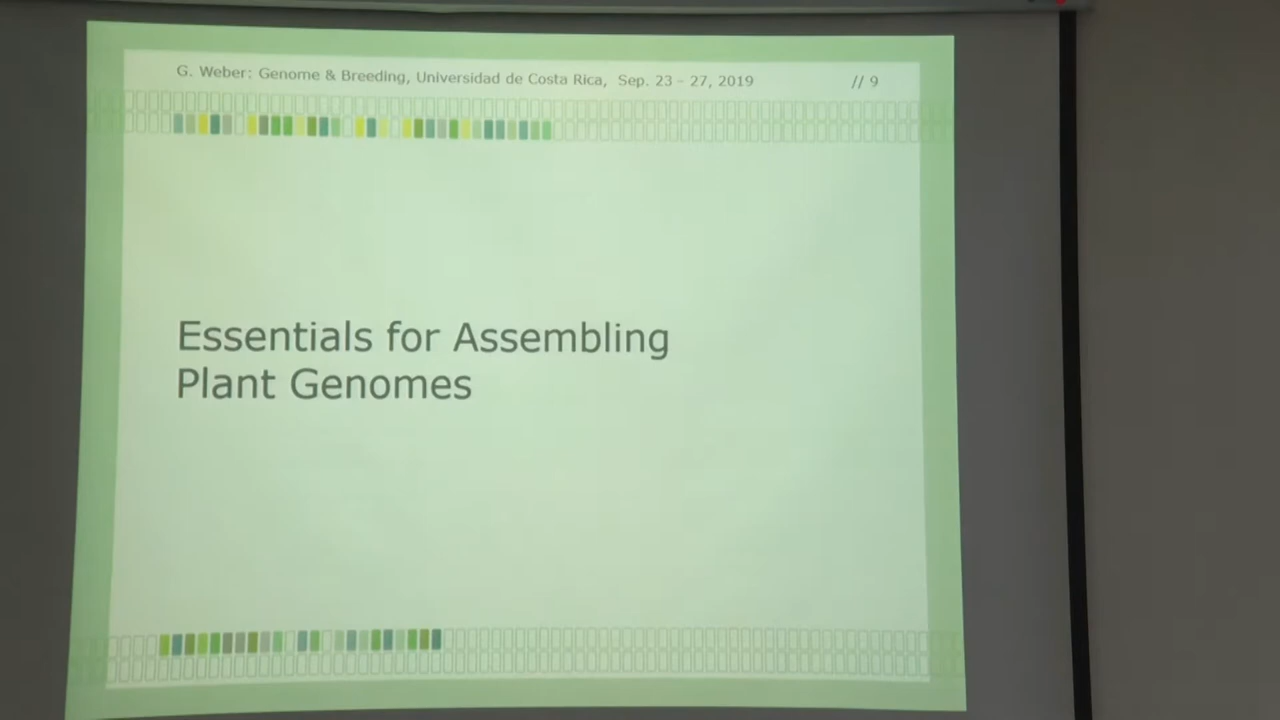 G. Weber: Genome & Breeding, Universidad de Costa Rica, Sep. 23 - 27, 2019 // 9
Essentials for Assembling
Plant Genomes